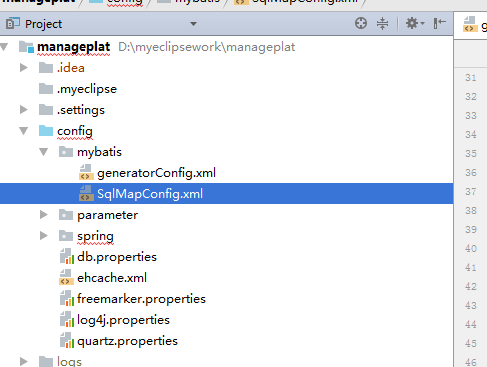 manageplat config mybatis SqlMapConfig.xml
Project
manageplat D:\myeclipsework\manageplat
.idea
.myeclipse
.settings
config
mybatis
generatorConfig.xml
SqlMapConfig.xml
parameter
spring
db.properties
ehcache.xml
freemarker.properties
log4j.properties
quartz.properties
logs
g
31
32
33
34
35
36
37
38
39
40
41
42
43
44
45
46